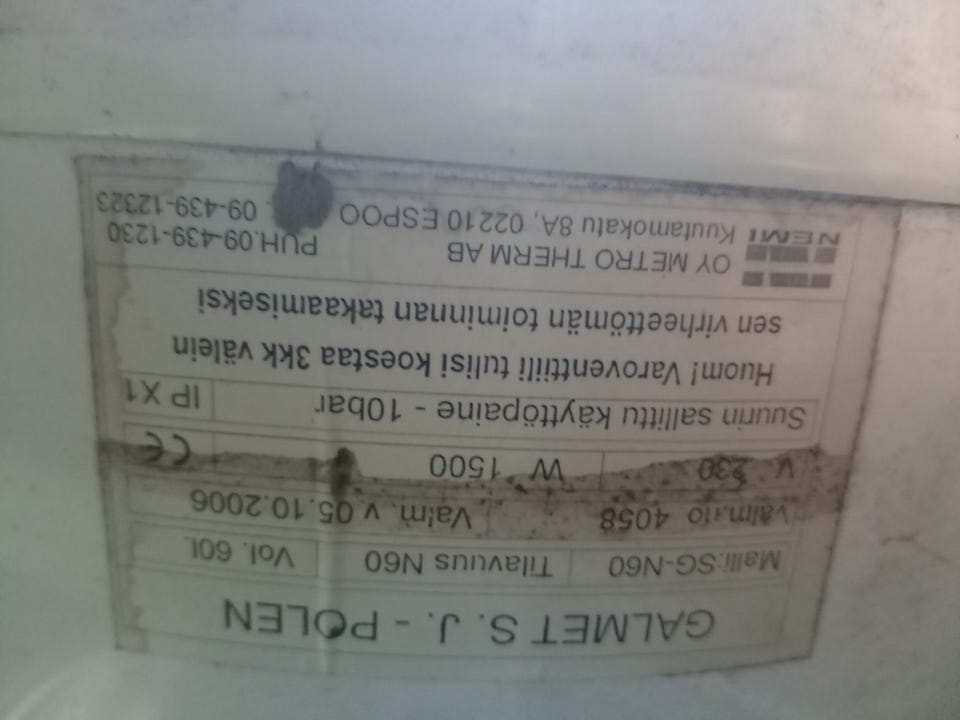 GALMET S. J. - POLEN
Malli:SG-N60 Tilavuus N60 Vol. 60l.
Valm.no 4058 Valm. v 05.10.2006
V 230 W 1500 CE
Suurin sallittu käyttöpaine - 10bar IP X1
Huom! Varoventtiili tulisi koestaa 3kk välein
sen virheettömän toiminnan takaamiseksi
OY METRO THERM AB PUH.09-439-1230
NEMI Kuutamokatu 8A, 02210 ESPOO 09-439-12323